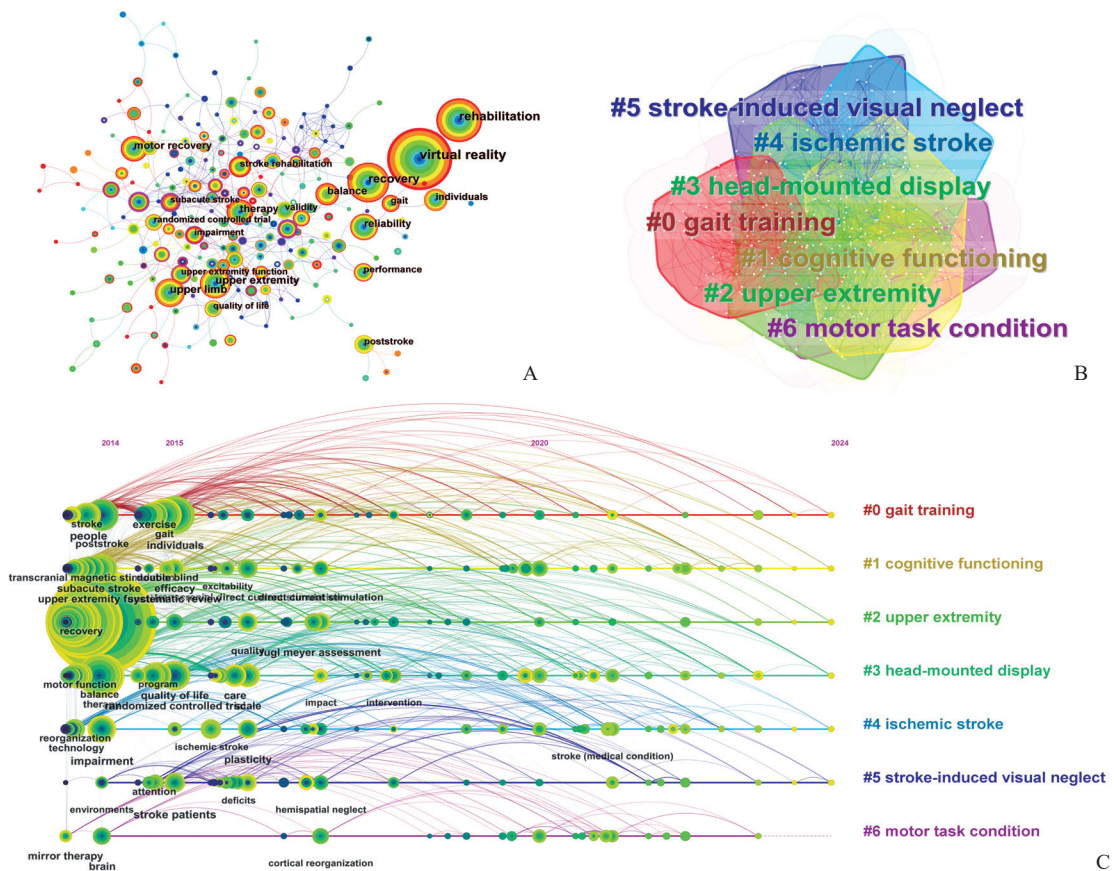 rehabilitation
virtual reality
motor recovery
stroke rehabilitation
recovery
balance
gait
individuals
subacute stroke
therapy
validity
randomized controlled trial
impairment
reliability
upper extremity function
upper extremity
performance
upper limb
quality of life
poststroke
A
#5 stroke-induced visual neglect
#4 ischemic stroke
#3 head-mounted display
#0 gait training
#1 cognitive functioning
#2 upper extremity
#6 motor task condition
B
2014 2015 2020 2024
#0 gait training
stroke exercise
people gait
poststroke individuals
#1 cognitive functioning
transcranial magnetic stimulation double blind
subacute stroke efficacy excitability
upper extremity systematic review direct current stimulation
#2 upper extremity
recovery
quality fugl meyer assessment
#3 head-mounted display
motor function program
balance quality of life care
randomized controlled trial scale impact intervention
#4 ischemic stroke
reorganization
technology ischemic stroke
impairment plasticity stroke (medical condition)
#5 stroke-induced visual neglect
attention
environments deficits hemispatial neglect
stroke patients
#6 motor task condition
mirror therapy
brain cortical reorganization
C